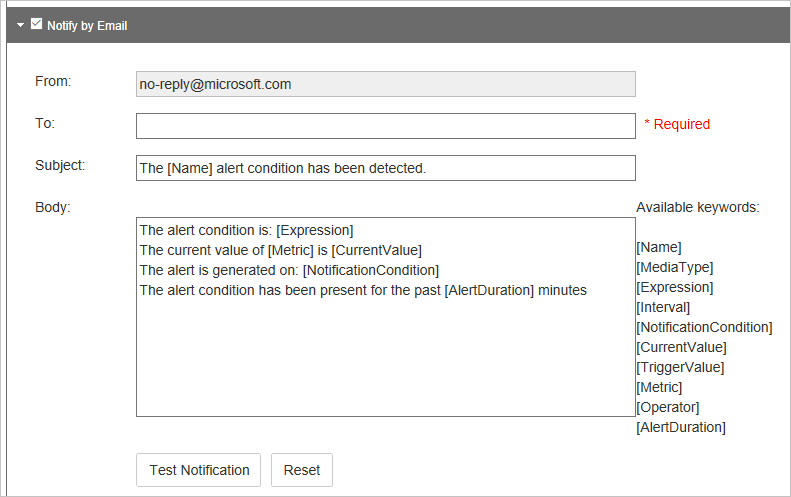 Notify by Email
From:
no-reply@microsoft.com
To:
* Required
Subject:
The [Name] alert condition has been detected.
Body:
Available keywords:
The alert condition is: [Expression]
The current value of [Metric] is [CurrentValue]
The alert is generated on: [NotificationCondition]
The alert condition has been present for the past [AlertDuration] minutes
[Name]
[MediaType]
[Expression]
[Interval]
[NotificationCondition]
[CurrentValue]
[TriggerValue]
[Metric]
[Operator]
[AlertDuration]
Test Notification
Reset